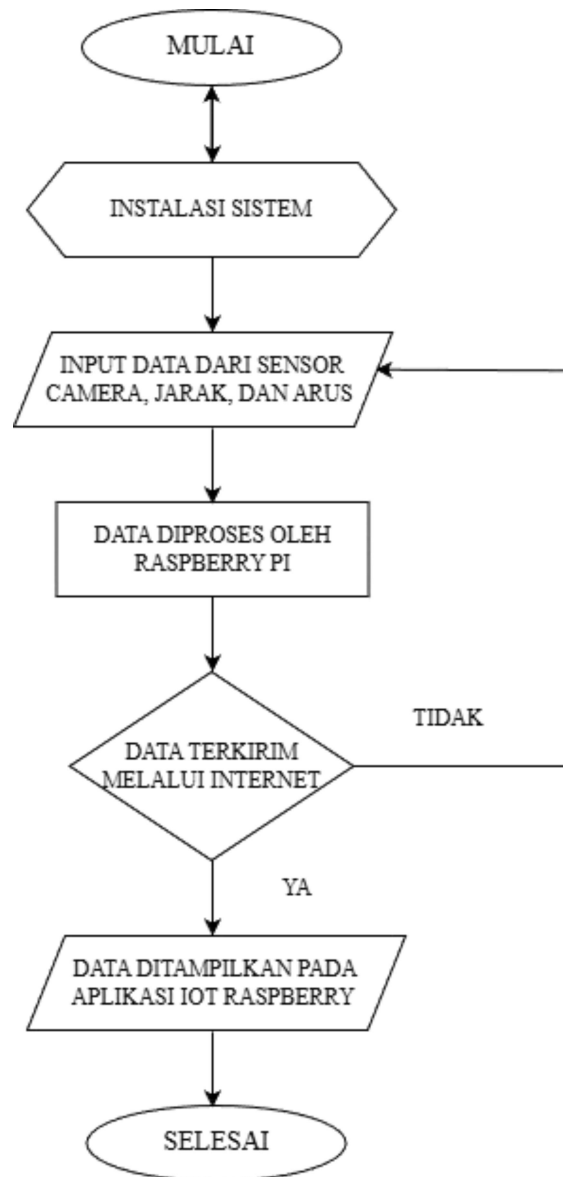 MULAI
INSTALASI SISTEM
INPUT DATA DARI SENSOR
CAMERA, JARAK, DAN ARUS
DATA DIPROSES OLEH
RASPBERRY PI
TIDAK
DATA TERKIRIM
MELALUI INTERNET
YA
DATA DITAMPILKAN PADA
APLIKASI IOT RASPBERRY
SELESAI